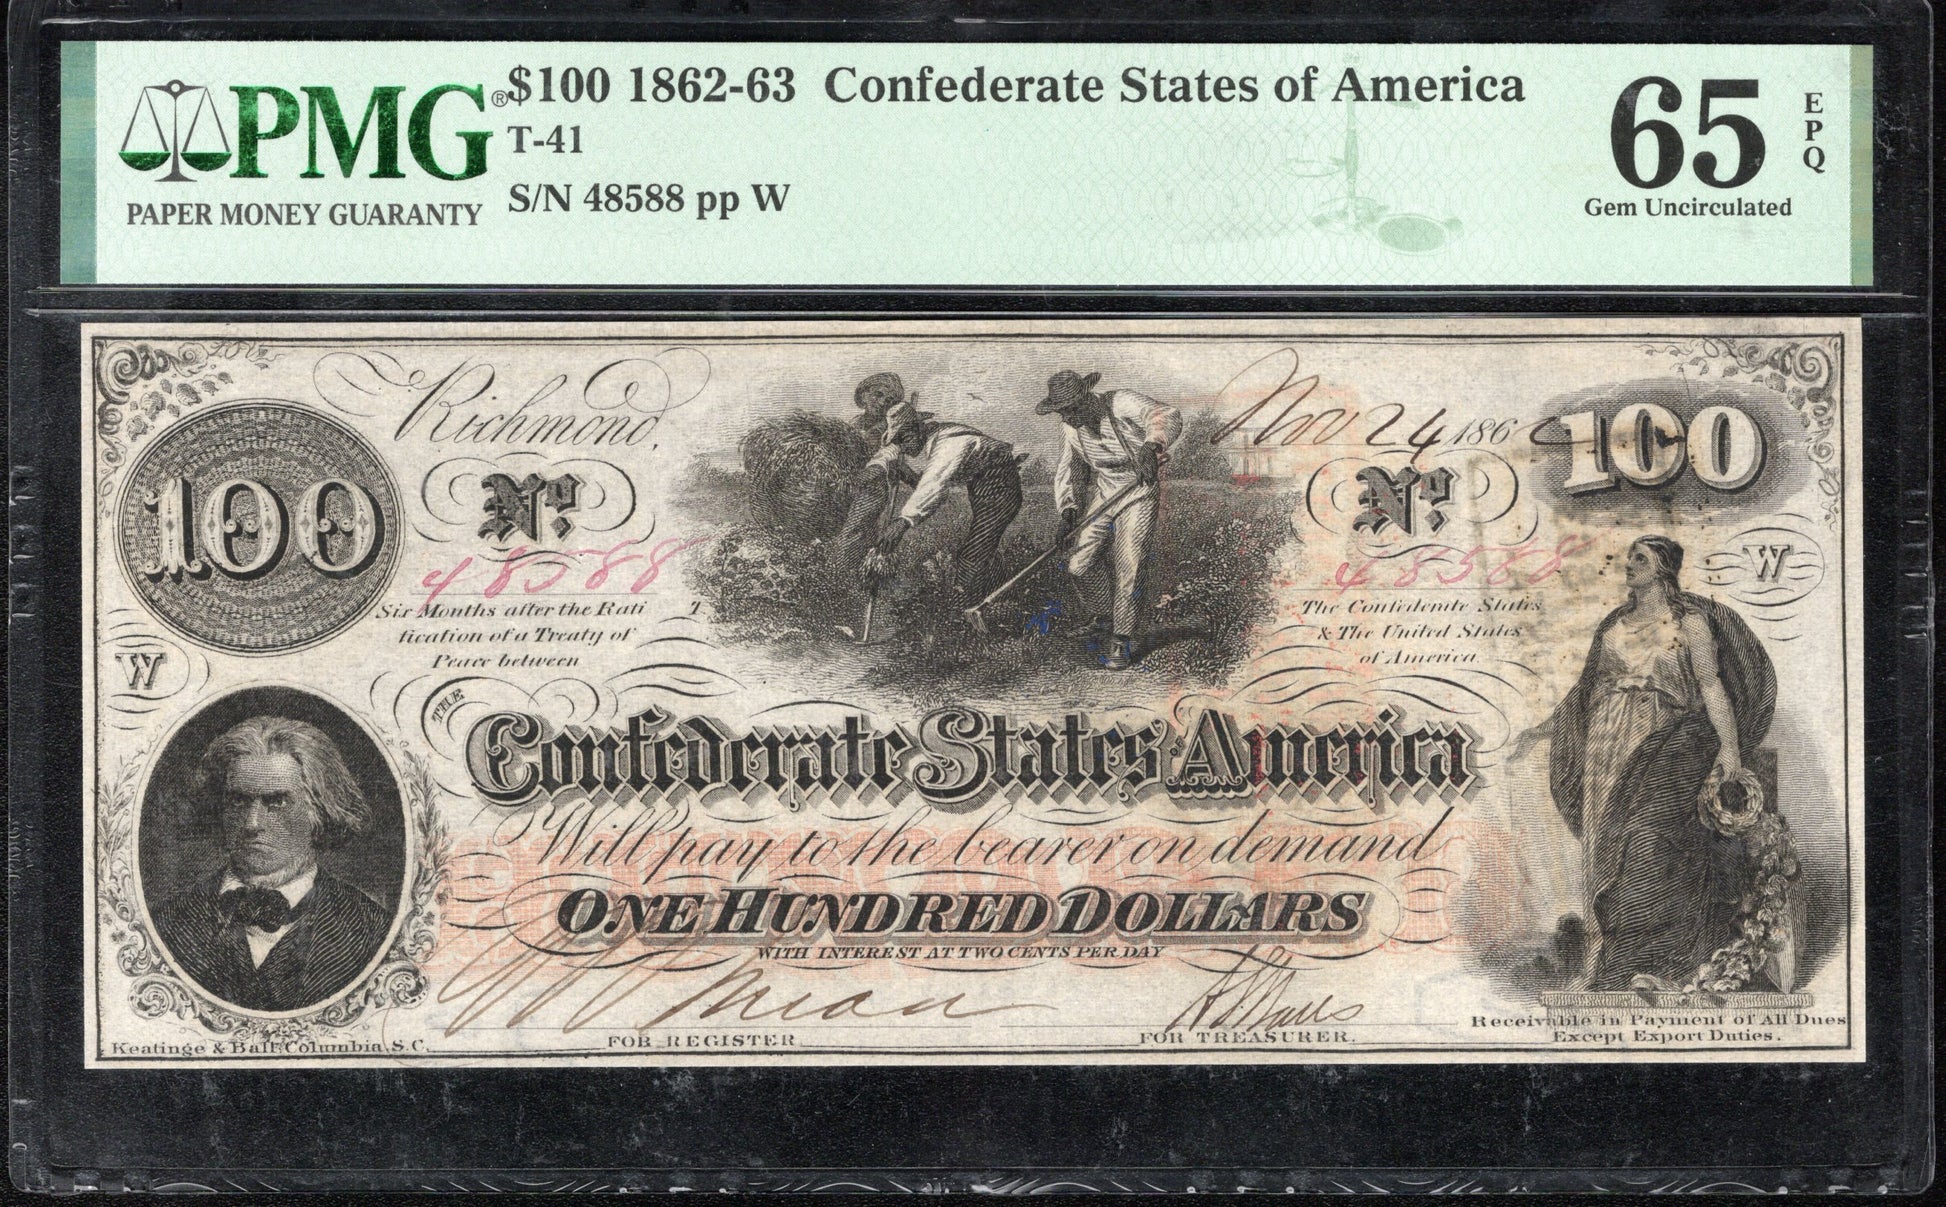 PMG®
PAPER MONEY GUARANTY
$100 1862-63 Confederate States of America
T-41
S/N 48588 pp W
65
EPQ
Gem Uncirculated
Richmond,
Nov 24 186
100
Nº
48588
Nº
48588
100
W
Six Months after the Rati
fication of a Treaty of
Peace between
The Confederate States
& The United States
of America
W
THE
Confederate States America
Will pay to the bearer on demand
ONE HUNDRED DOLLARS
WITH INTEREST AT TWO CENTS PER DAY
FOR REGISTER
FOR TREASURER.
Receivable in Payment of All Dues
Except Export Duties.
Keatinge & Ball Columbia, S.C.